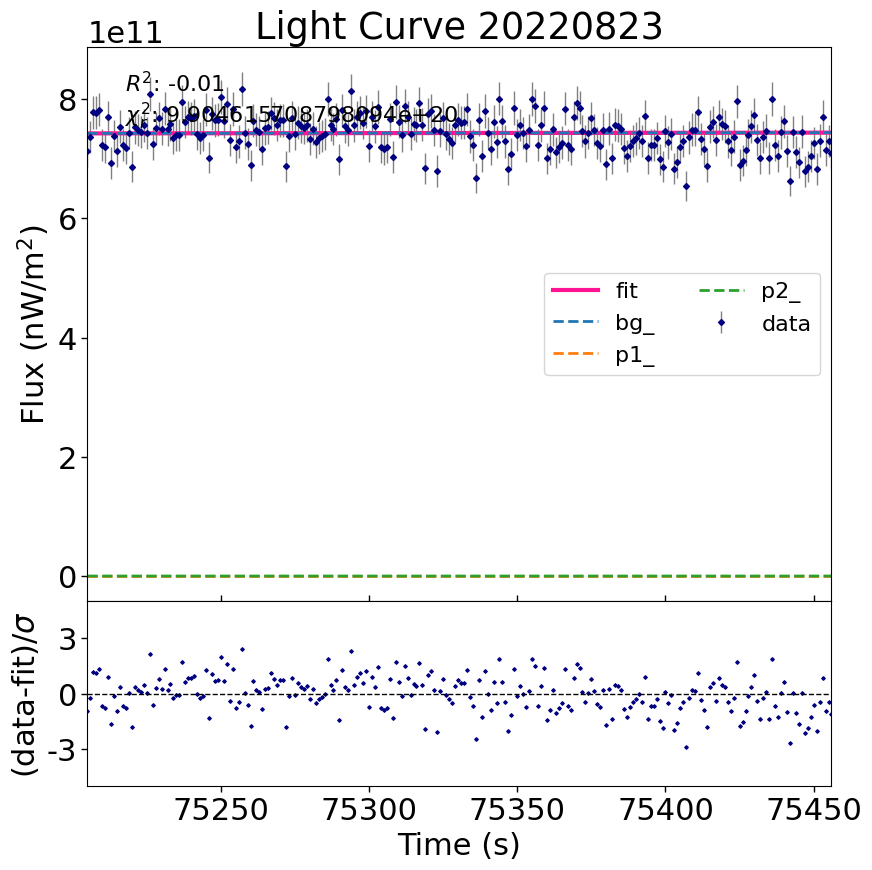 Light Curve 20220823
1e11
R²: -0.01
8
6
4
2
0
Flux (nW/m²)
fit
bg_
p1_
p2_
data
(data-fit)/σ
3
0
-3
75250 75300 75350 75400 75450
Time (s)